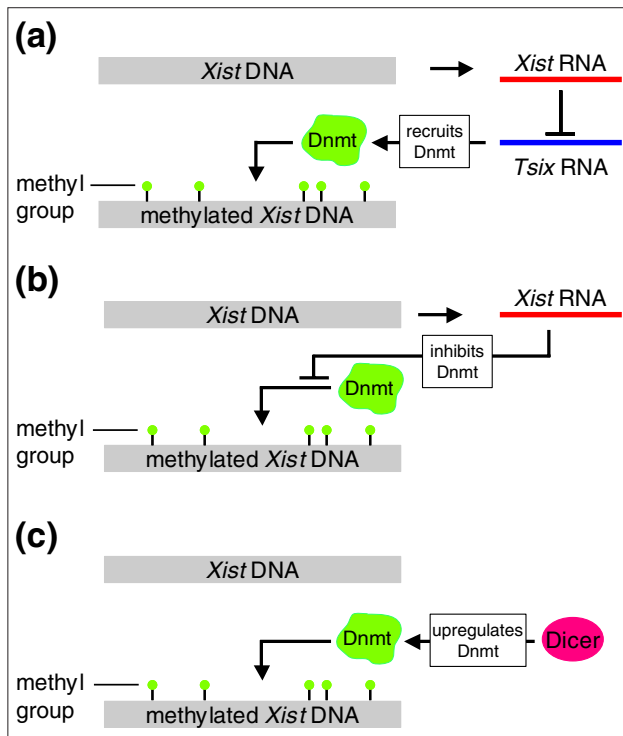 (a)
Xist DNA
Xist RNA
Dnmt
recruits
Dnmt
Tsix RNA
methyl
group
methylated Xist DNA
(b)
Xist DNA
Xist RNA
inhibits
Dnmt
Dnmt
methyl
group
methylated Xist DNA
(c)
Xist DNA
Dnmt
upregulates
Dnmt
Dicer
methyl
group
methylated Xist DNA